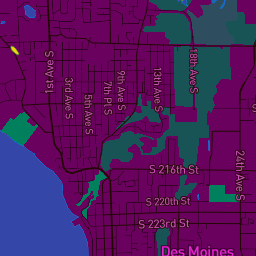 1st Ave S
3rd Ave S
5th Ave S
7th Pl S
9th Ave S
13th Ave S
18th Ave S
24th Ave S
S 216th St
S 220th St
S 223rd St
Des Moines